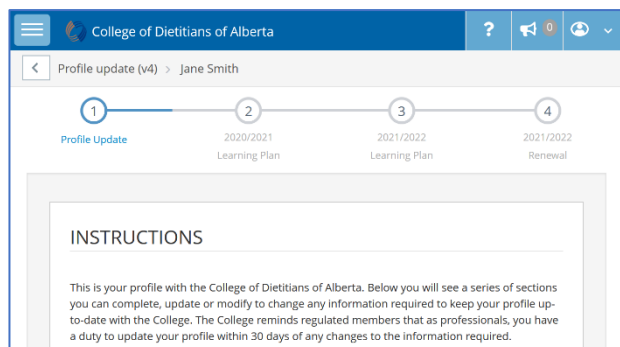 College of Dietitians of Alberta
? 0
< Profile update (v4) > Jane Smith
1 2 3 4
Profile Update 2020/2021 2021/2022 2021/2022
Learning Plan Learning Plan Renewal
INSTRUCTIONS
This is your profile with the College of Dietitians of Alberta. Below you will see a series of sections
you can complete, update or modify to change any information required to keep your profile up-
to-date with the College. The College reminds regulated members that as professionals, you have
a duty to update your profile within 30 days of any changes to the information required.